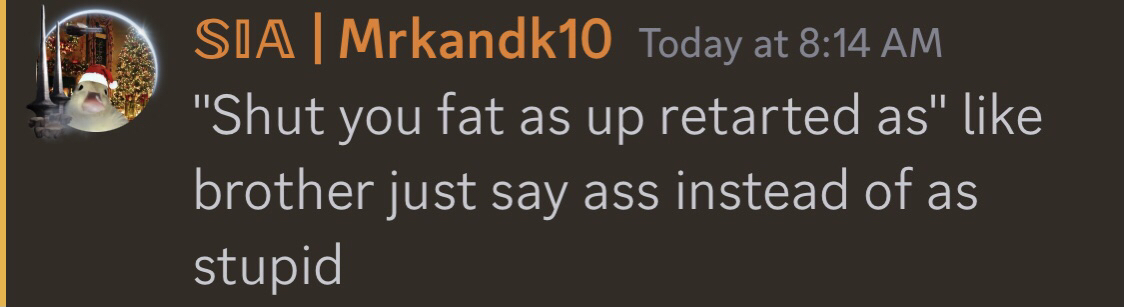 𝕊𝕀𝔸 | Mrkandk10 Today at 8:14 AM
"Shut you fat as up retarted as" like
brother just say ass instead of as
stupid